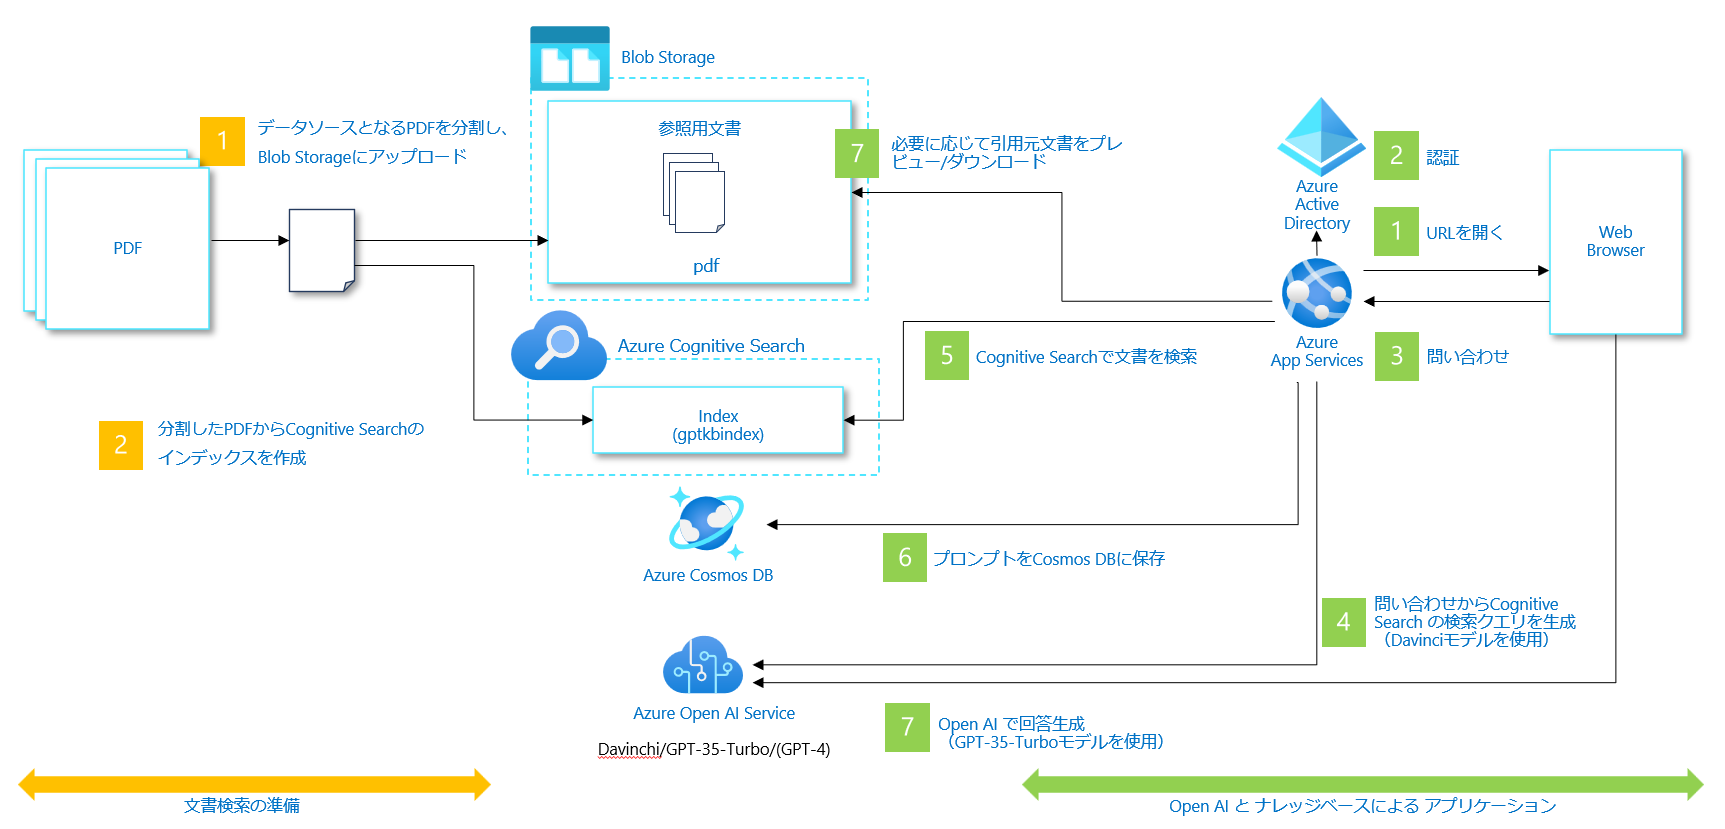 Blob Storage
1
データソースとなるPDFを分割し、
Blob Storageにアップロード
参照用文書
pdf
7
必要に応じて引用元文書をプレ
ビュー/ダウンロード
PDF
Azure
Active
Directory
2
認証
1
URLを開く
Web
Browser
Azure
App Services
3
問い合わせ
Azure Cognitive Search
5
Cognitive Searchで文書を検索
Index
(gptkbindex)
2
分割したPDFからCognitive Searchの
インデックスを作成
Azure Cosmos DB
6
プロンプトをCosmos DBに保存
4
問い合わせからCognitive
Search の検索クエリを生成
（Davinciモデルを使用）
Azure Open AI Service
Davinchi/GPT-35-Turbo/(GPT-4)
7
Open AI で回答生成
（GPT-35-Turboモデルを使用）
文書検索の準備
Open AI と ナレッジベースによる アプリケーション